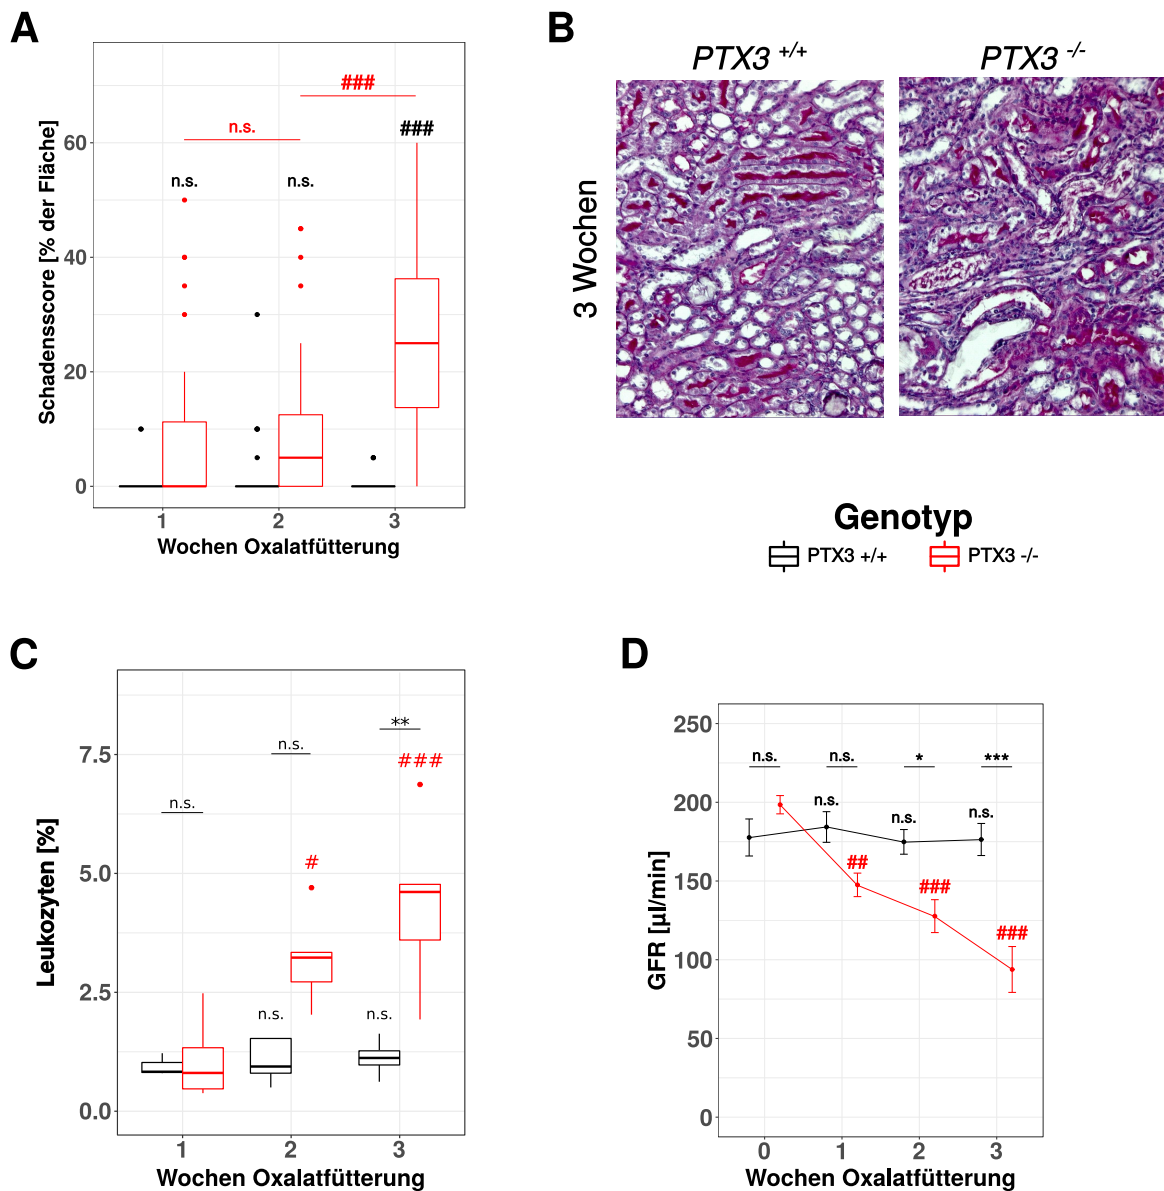 A
###
n.s.
###
n.s.
n.s.
Schadensscore [% der Fläche]
60
40
20
0
1
2
3
Wochen Oxalatfütterung
B
PTX3 +/+
PTX3 -/-
3 Wochen
Genotyp
PTX3 +/+
PTX3 -/-
C
**
n.s.
###
n.s.
#
n.s.
n.s.
Leukozyten [%]
7.5
5.0
2.5
0.0
1
2
3
Wochen Oxalatfütterung
D
n.s.
n.s.
*
***
n.s.
n.s.
n.s.
##
###
###
GFR [µl/min]
250
200
150
100
50
0
0
1
2
3
Wochen Oxalatfütterung